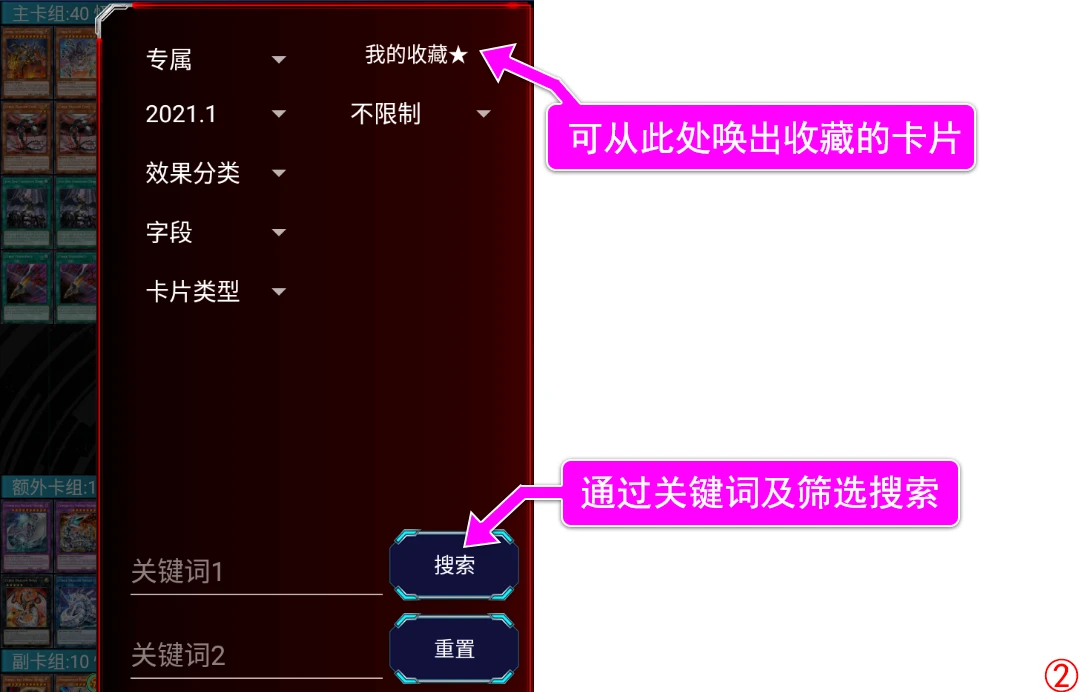 主卡组:40
专属
我的收藏★
可从此处唤出收藏的卡片
2021.1
不限制
效果分类
字段
卡片类型
额外卡组:1
通过关键词及筛选搜索
关键词1
搜索
关键词2
重置
副卡组:10
②